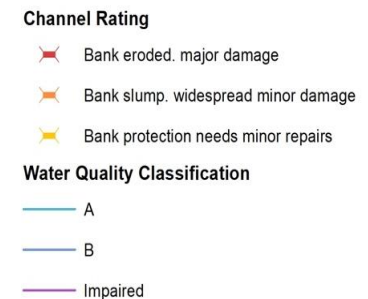 Channel Rating
Bank eroded. major damage
Bank slump. widespread minor damage
Bank protection needs minor repairs
Water Quality Classification
A
B
Impaired